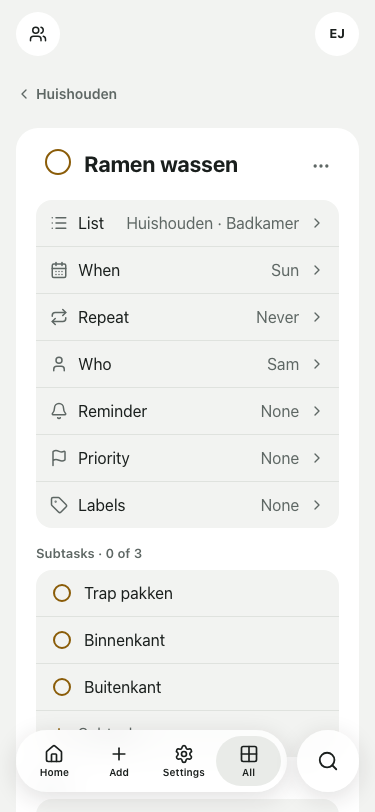 EJ
Huishouden
Ramen wassen
List Huishouden · Badkamer
When Sun
Repeat Never
Who Sam
Reminder None
Priority None
Labels None
Subtasks · 0 of 3
Trap pakken
Binnenkant
Buitenkant
Home Add Settings All